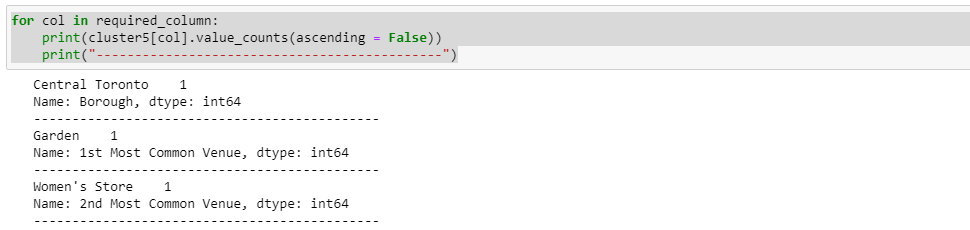 for col in required_column:
    print(cluster5[col].value_counts(ascending = False))
    print("----------------------------------------------")
Central Toronto    1
Name: Borough, dtype: int64
----------------------------------------------
Garden    1
Name: 1st Most Common Venue, dtype: int64
----------------------------------------------
Women's Store    1
Name: 2nd Most Common Venue, dtype: int64
----------------------------------------------